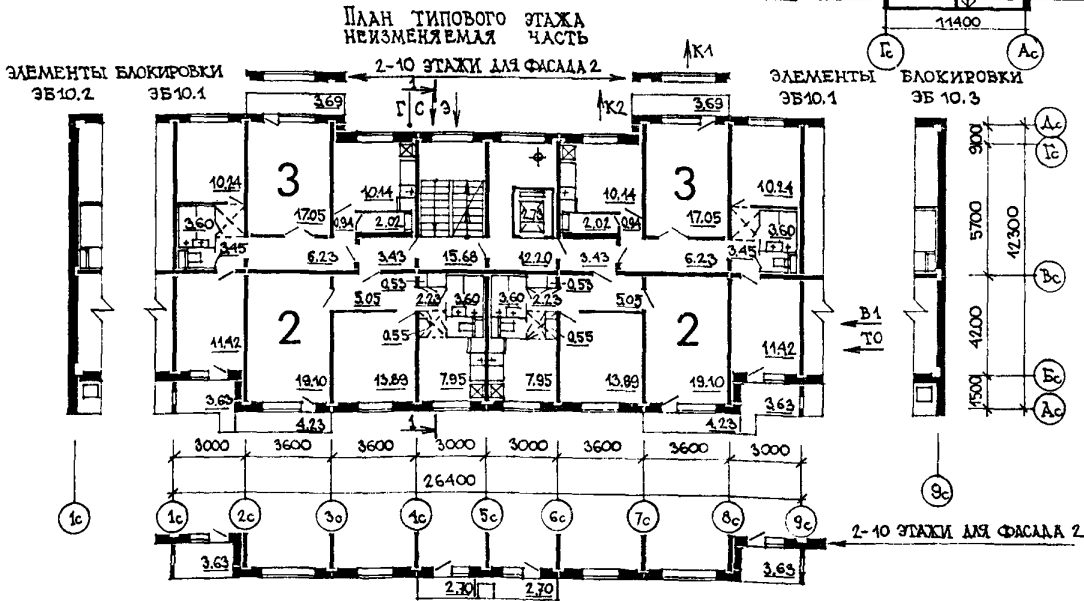 11400
Гс
Ас
ПЛАН ТИПОВОГО ЭТАЖА
НЕИЗМЕНЯЕМАЯ ЧАСТЬ
К1
ЭЛЕМЕНТЫ БЛОКИРОВКИ
ЭБ10.2 ЭБ10.1
2-10 ЭТАЖИ ДЛЯ ФАСАДА 2
ЭЛЕМЕНТЫ БЛОКИРОВКИ
ЭБ10.1 ЭБ 10.3
1
Г С Э
К2
3.69 3.69
Дс
Гс
900
10.24 3 17.05 10.14 2.73 10.14 3 17.05 10.24
3.60 0.94 2.02 2.02 0.94 3.60
5700
12300
3.45 6.23 3.43 15.68 12.20 3.43 6.23 3.45
Вс
0.53 0.53
5.05 2.23 3.60 3.60 2.23 5.05
2 0.55 0.55 2
В1
ТО
4200
11.42 11.42
19.10 13.89 7.95 7.95 13.89 19.10
Бс
1500
3.63 3.63
Ас
4.23 1 4.23
3000 3600 3600 3000 3000 3600 3600 3000
26400
1с 1с 2с 3с 4с 5с 6с 7с 8с 9с 9с
2-10 ЭТАЖИ ДЛЯ ФАСАДА 2
3.63 3.63
2.70 2.70